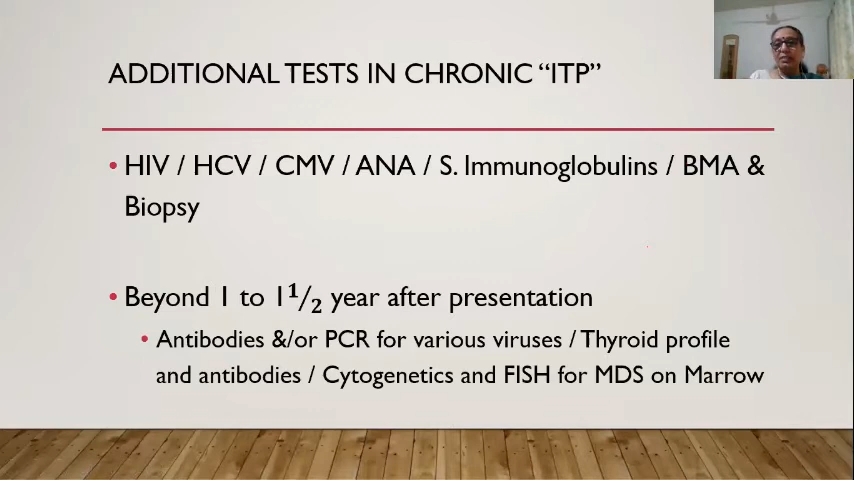 ADDITIONAL TESTS IN CHRONIC “ITP”
• HIV / HCV / CMV / ANA / S. Immunoglobulins / BMA &
Biopsy
• Beyond 1 to 1 1/2 year after presentation
• Antibodies &/or PCR for various viruses / Thyroid profile
and antibodies / Cytogenetics and FISH for MDS on Marrow